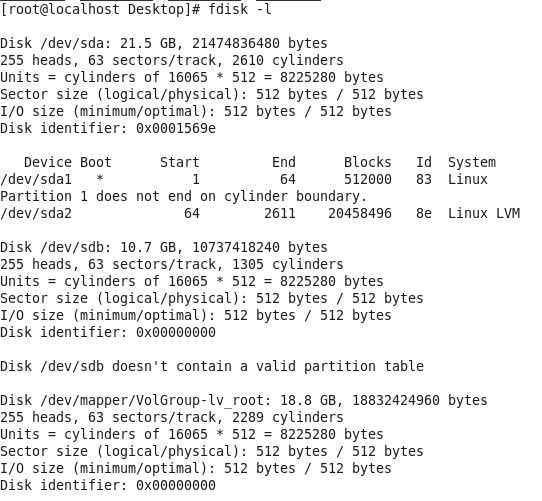 [root@localhost Desktop]# fdisk -l
Disk /dev/sda: 21.5 GB, 21474836480 bytes
255 heads, 63 sectors/track, 2610 cylinders
Units = cylinders of 16065 * 512 = 8225280 bytes
Sector size (logical/physical): 512 bytes / 512 bytes
I/O size (minimum/optimal): 512 bytes / 512 bytes
Disk identifier: 0x0001569e
   Device Boot      Start         End      Blocks   Id  System
/dev/sda1   *           1          64      512000   83  Linux
Partition 1 does not end on cylinder boundary.
/dev/sda2              64        2611    20458496   8e  Linux LVM
Disk /dev/sdb: 10.7 GB, 10737418240 bytes
255 heads, 63 sectors/track, 1305 cylinders
Units = cylinders of 16065 * 512 = 8225280 bytes
Sector size (logical/physical): 512 bytes / 512 bytes
I/O size (minimum/optimal): 512 bytes / 512 bytes
Disk identifier: 0x00000000
Disk /dev/sdb doesn't contain a valid partition table
Disk /dev/mapper/VolGroup-lv_root: 18.8 GB, 18832424960 bytes
255 heads, 63 sectors/track, 2289 cylinders
Units = cylinders of 16065 * 512 = 8225280 bytes
Sector size (logical/physical): 512 bytes / 512 bytes
I/O size (minimum/optimal): 512 bytes / 512 bytes
Disk identifier: 0x00000000